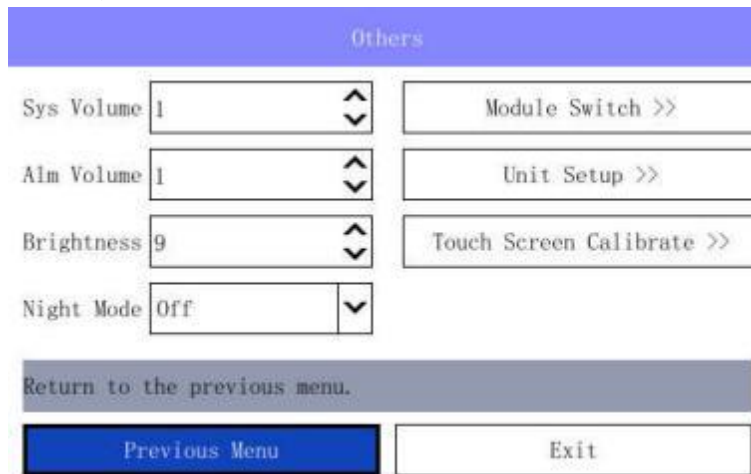 Others
Sys Volume 1
Module Switch >>
Alm Volume 1
Unit Setup >>
Brightness 9
Touch Screen Calibrate >>
Night Mode Off
Return to the previous menu.
Previous Menu
Exit